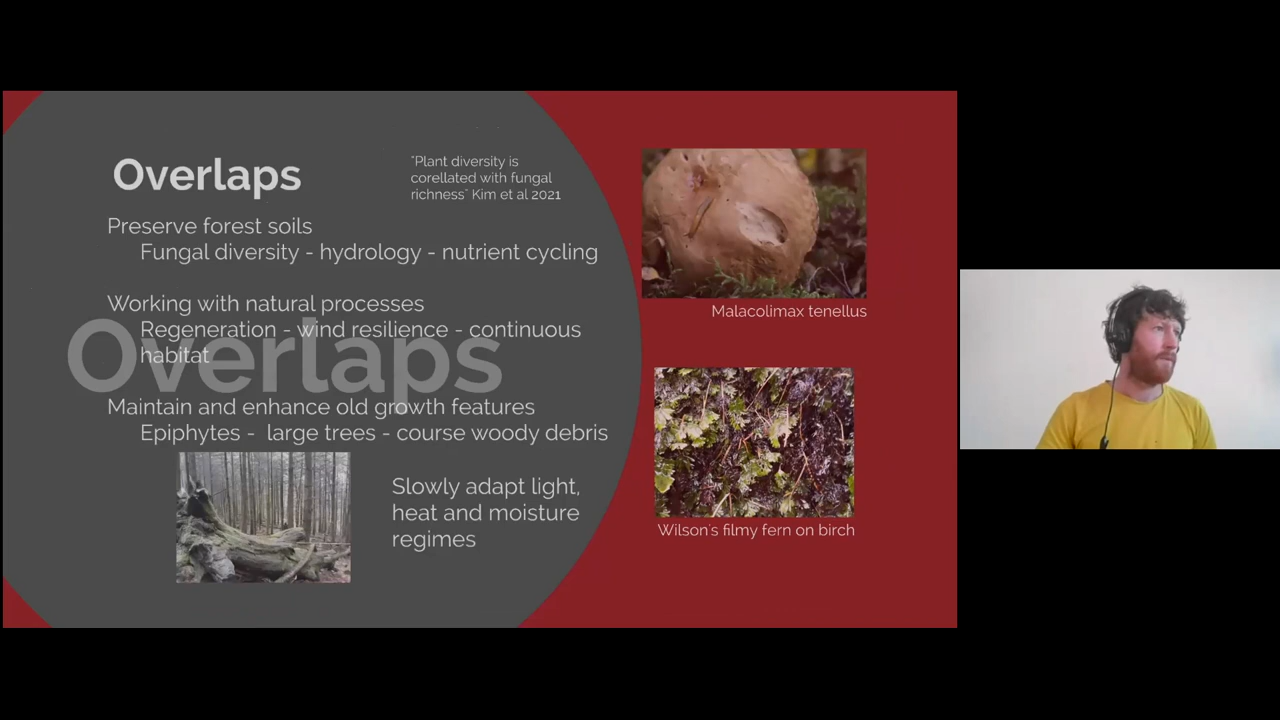 Overlaps
"Plant diversity is
corellated with fungal
richness" Kim et al 2021
Preserve forest soils
Fungal diversity - hydrology - nutrient cycling
Working with natural processes
Regeneration - wind resilience - continuous
habitat
Overlaps
Maintain and enhance old growth features
Epiphytes - large trees - course woody debris
Slowly adapt light,
heat and moisture
regimes
Malacolimax tenellus
Wilson's filmy fern on birch